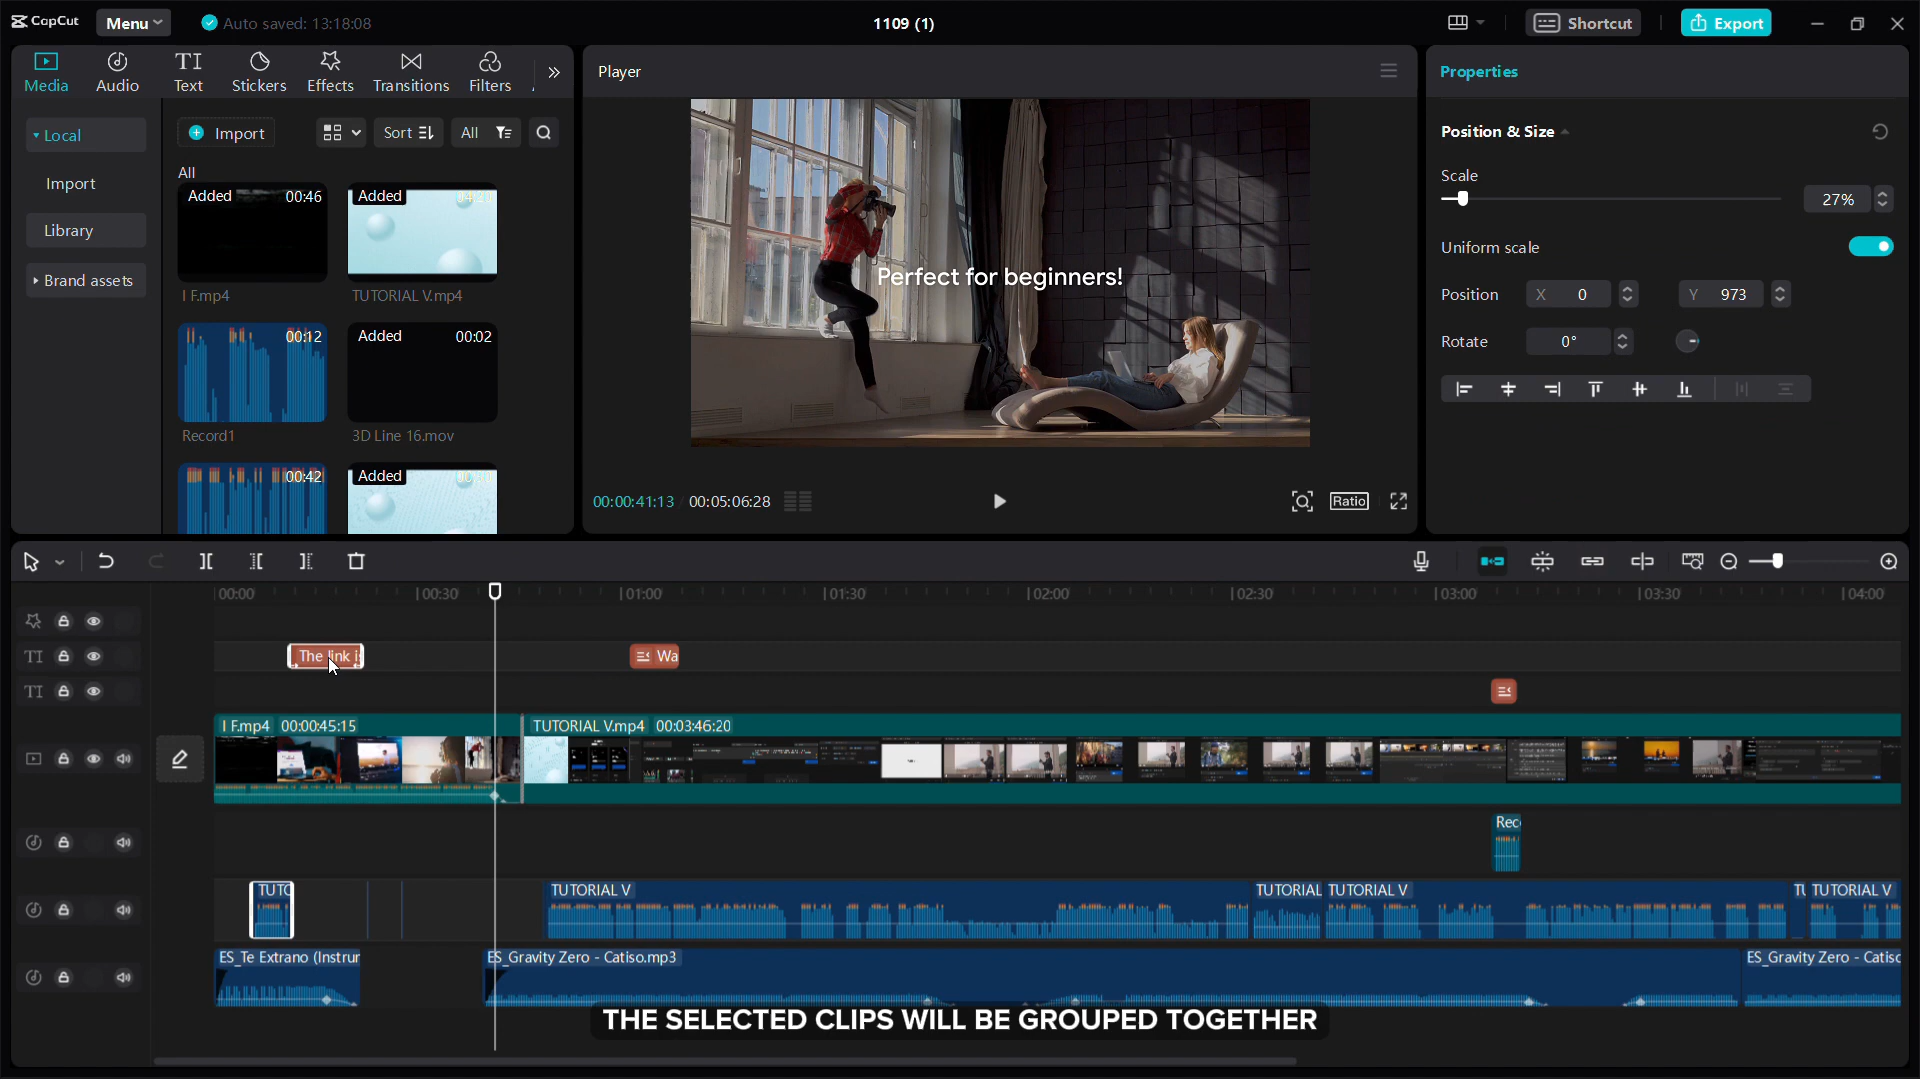 CapCut
Menu
Auto saved: 13:18:08
1109 (1)
Shortcut
Export
Media
Audio
Text
Stickers
Effects
Transitions
Filters
Player
Properties
Local
Import
Library
Brand assets
Import
Sort
All
All
Added 00:46
I F.mp4
Added
TUTORIAL V.mp4
00:12
Record1
Added 00:02
3D Line 16.mov
00:42
Added
Perfect for beginners!
00:00:41:13 / 00:05:06:28
Ratio
Position & Size
Scale
27%
Uniform scale
Position X 0 Y 973
Rotate 0°
00:00 00:30 01:00 01:30 02:00 02:30 03:00 03:30 04:00
TI
The link i
Wa
TI
I F.mp4 00:00:45:15
TUTORIAL V.mp4 00:03:46:20
Rec
TUTO
TUTORIAL V
TUTORIAL
TUTORIAL V
TU
TUTORIAL V
ES_Te Extrano (Instrur
ES_Gravity Zero - Catiso.mp3
ES_Gravity Zero - Catisc
THE SELECTED CLIPS WILL BE GROUPED TOGETHER